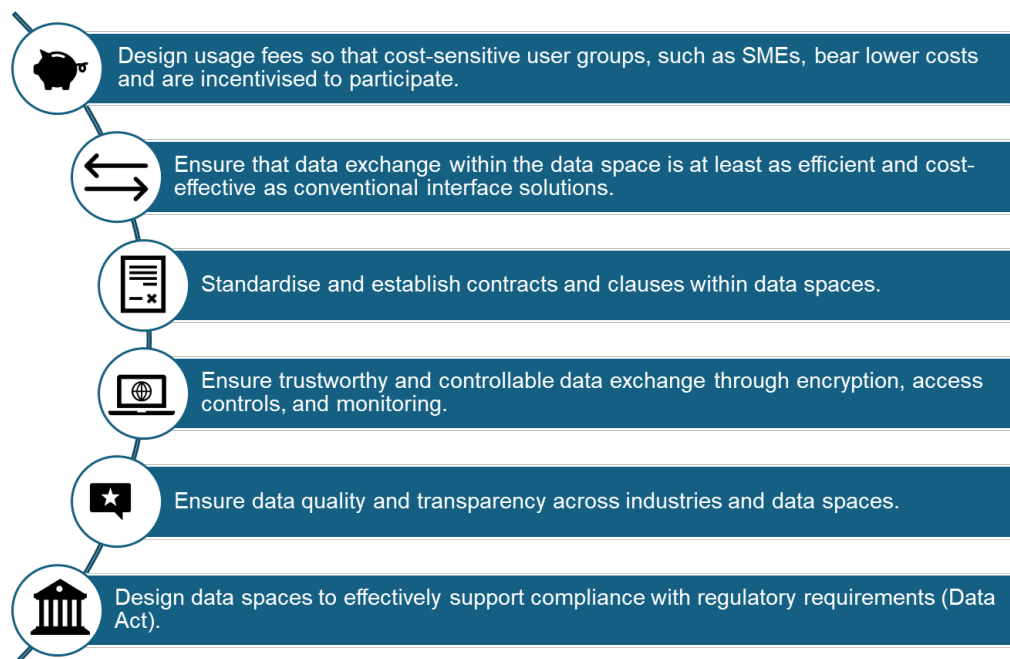 Design usage fees so that cost-sensitive user groups, such as SMEs, bear lower costs
and are incentivised to participate.
Ensure that data exchange within the data space is at least as efficient and cost-
effective as conventional interface solutions.
Standardise and establish contracts and clauses within data spaces.
Ensure trustworthy and controllable data exchange through encryption, access
controls, and monitoring.
Ensure data quality and transparency across industries and data spaces.
Design data spaces to effectively support compliance with regulatory requirements (Data
Act).